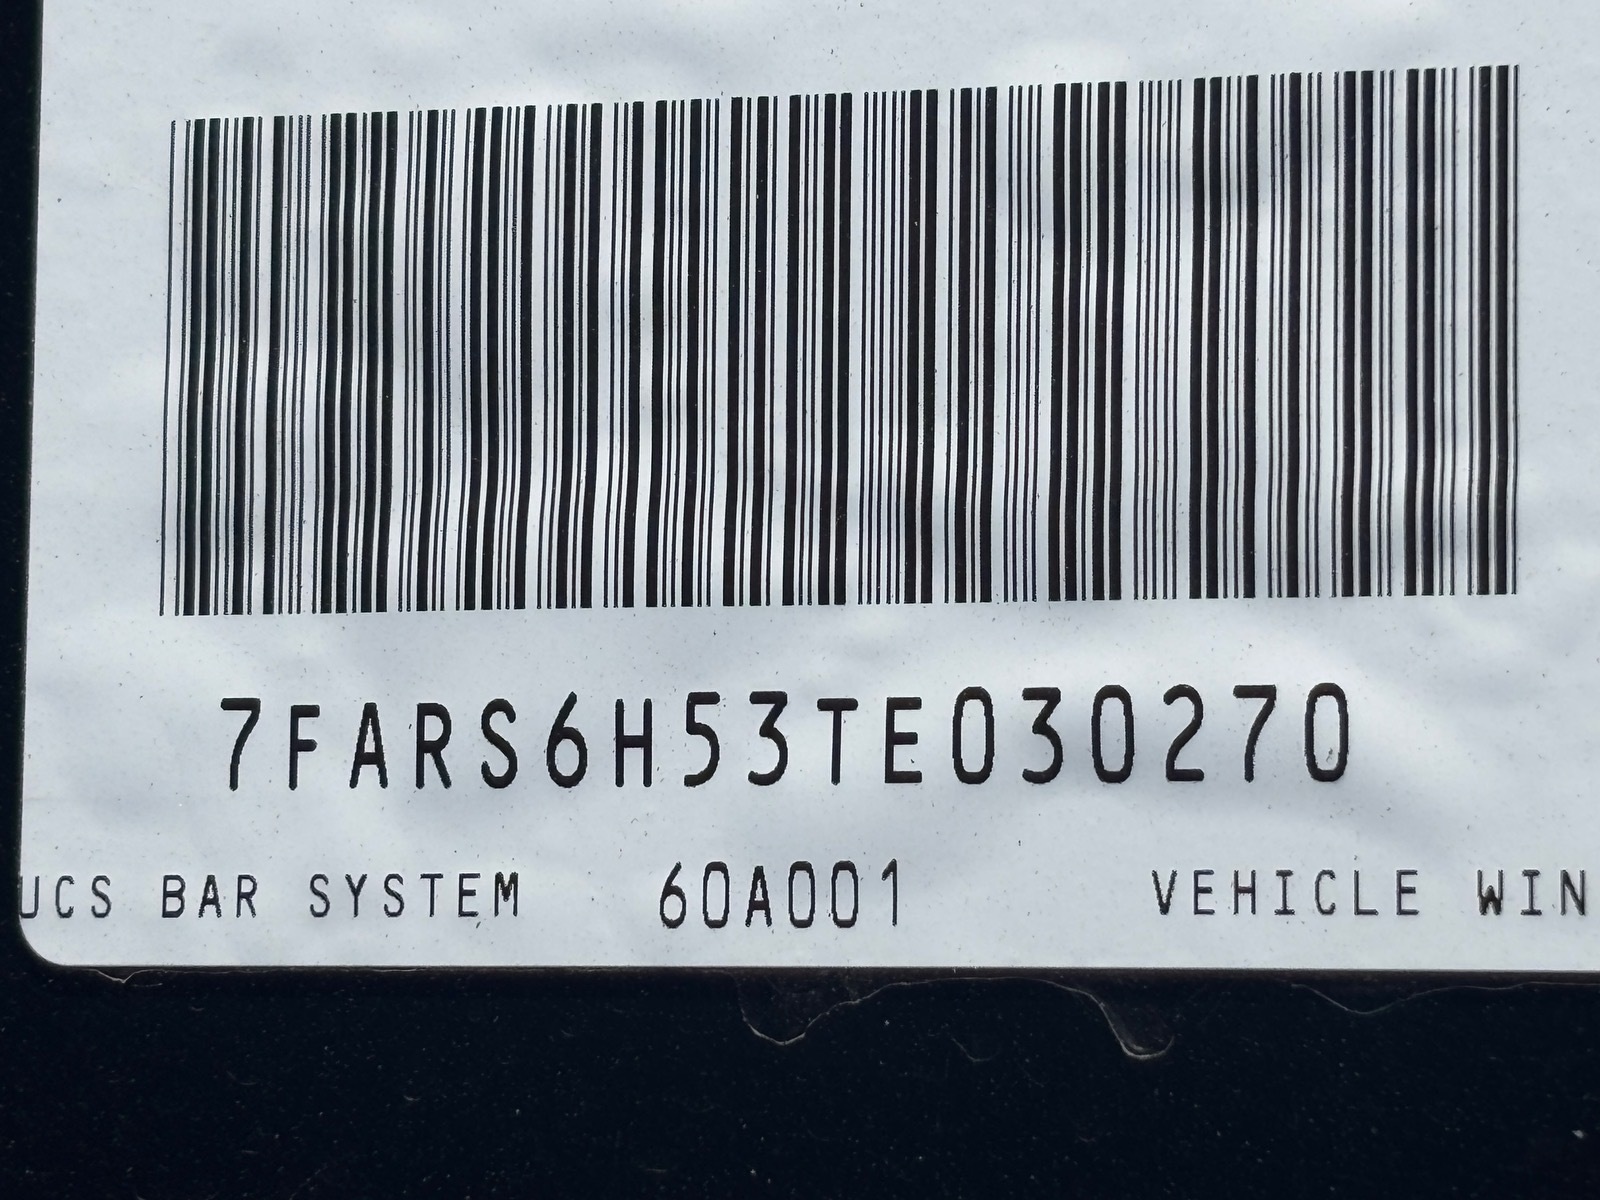 7FARS6H53TE030270
UCS BAR SYSTEM 60A001 VEHICLE WIN